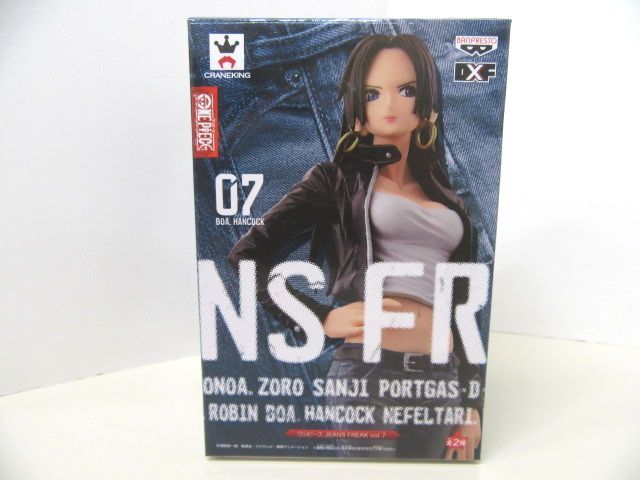 CRANEKING
BANPRESTO
DXF
ONE PIECE
07
BOA. HANCOCK
NS FR
ONOA. ZORO SANJI PORTGAS·D·
ROBIN BOA. HANCOCK NEFELTARI.
ワンピース JEANS FREAK vol.7
全2種